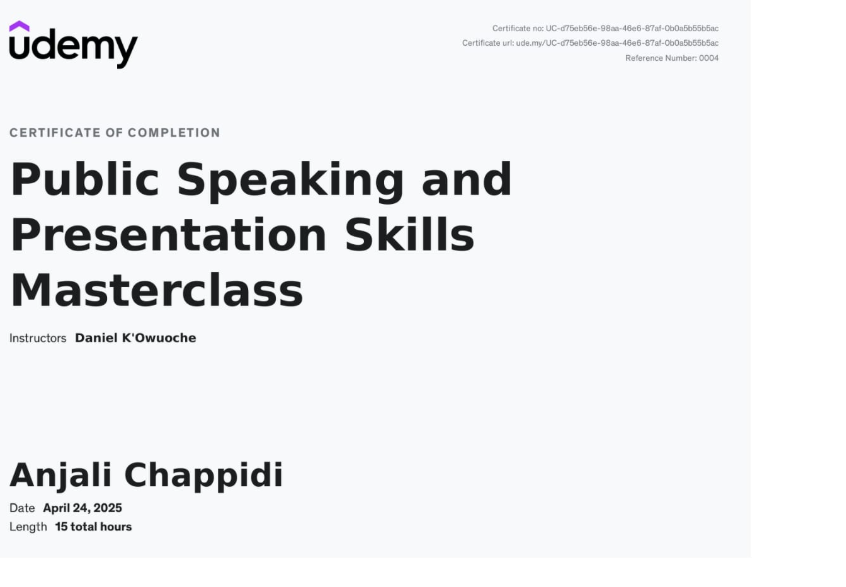 udemy
Certificate no: UC-d75eb56e-98aa-46e6-87af-0b0a5b55b5ac
Certificate url: ude.my/UC-d75eb56e-98aa-46e6-87af-0b0a5b55b5ac
Reference Number: 0004
CERTIFICATE OF COMPLETION
Public Speaking and
Presentation Skills
Masterclass
Instructors Daniel K'Owuoche
Anjali Chappidi
Date April 24, 2025
Length 15 total hours